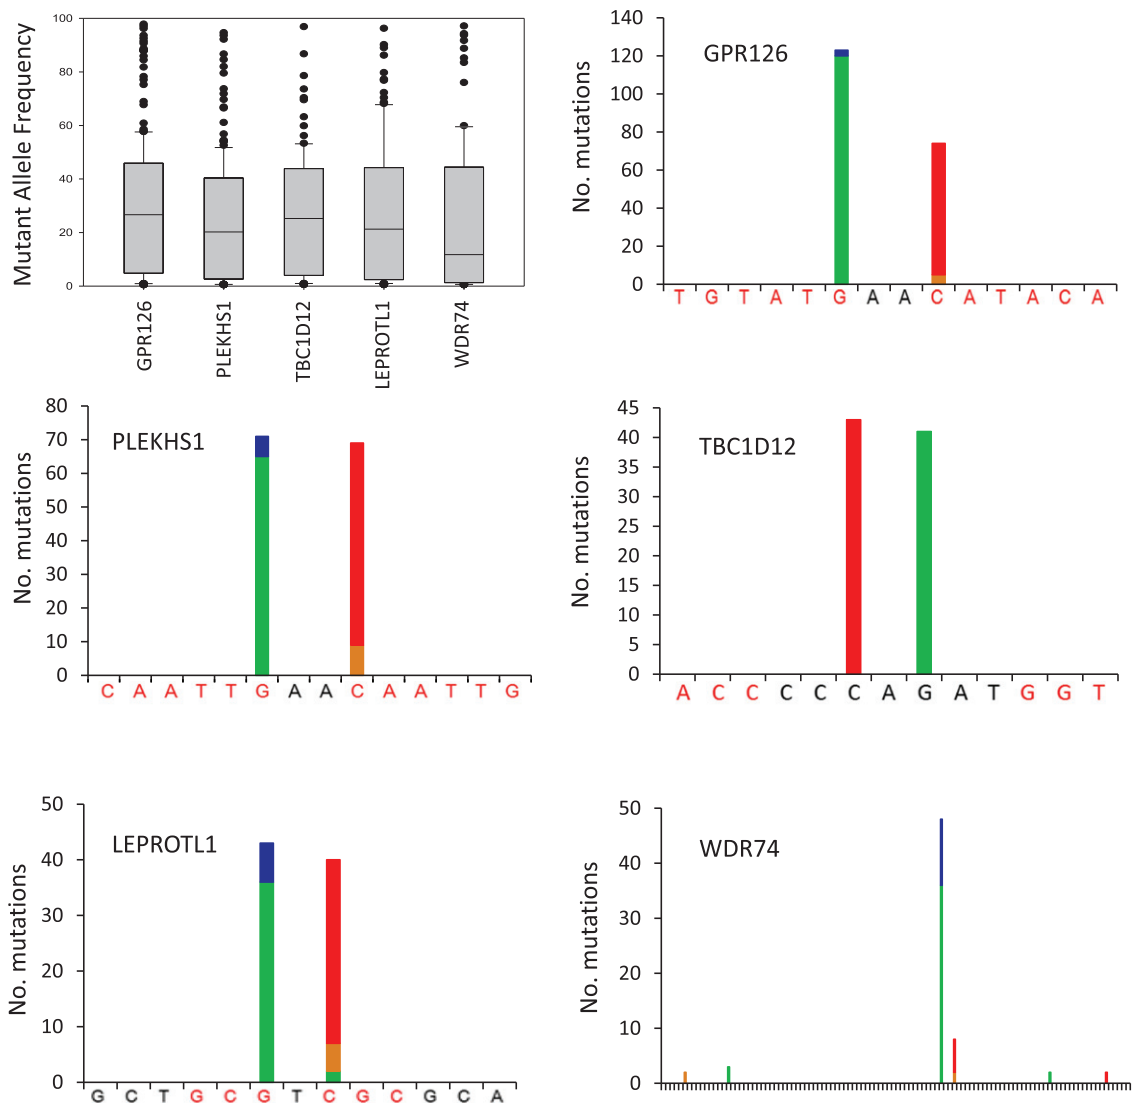 Mutant Allele Frequency
100
80
60
40
20
0
GPR126
PLEKHS1
TBC1D12
LEPROTL1
WDR74
No. mutations
140
120
100
80
60
40
20
0
GPR126
T G T A T G A A C A T A C A
No. mutations
80
70
60
50
40
30
20
10
0
PLEKHS1
C A A T T G A A C A A T T G
No. mutations
45
40
35
30
25
20
15
10
5
0
TBC1D12
A C C C C C A G A T G G T
No. mutations
50
40
30
20
10
0
LEPROTL1
G C T G C G T C G C G C A
No. mutations
50
40
30
20
10
0
WDR74